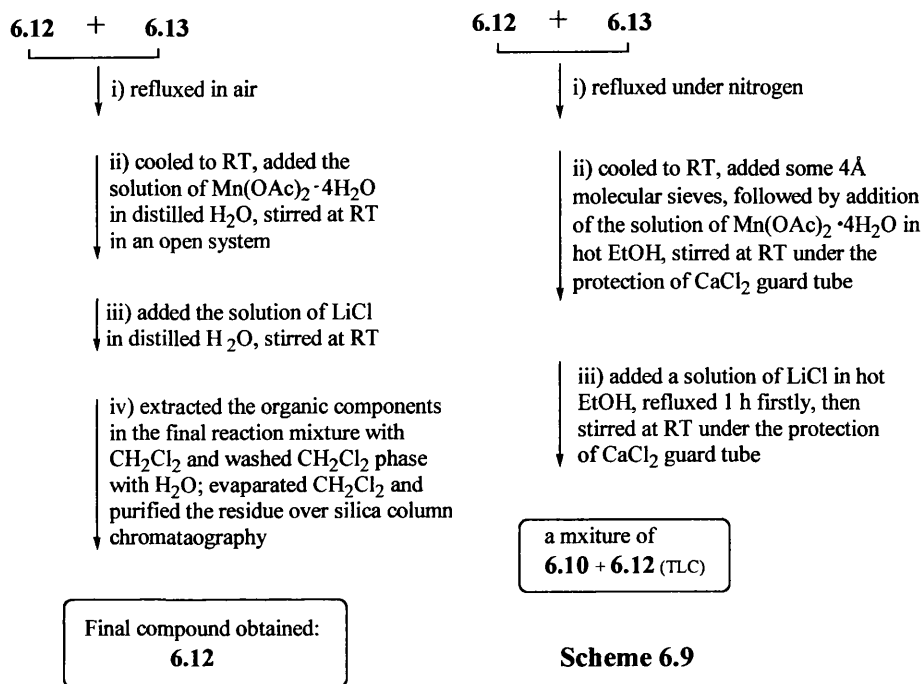 6.12 + 6.13
i) refluxed in air
ii) cooled to RT, added the
solution of Mn(OAc)2·4H2O
in distilled H2O, stirred at RT
in an open system
iii) added the solution of LiCl
in distilled H2O, stirred at RT
iv) extracted the organic components
in the final reaction mixture with
CH2Cl2 and washed CH2Cl2 phase
with H2O; evaparated CH2Cl2 and
purified the residue over silica column
chromataography
Final compound obtained:
6.12
6.12 + 6.13
i) refluxed under nitrogen
ii) cooled to RT, added some 4Å
molecular sieves, followed by addition
of the solution of Mn(OAc)2·4H2O in
hot EtOH, stirred at RT under the
protection of CaCl2 guard tube
iii) added a solution of LiCl in hot
EtOH, refluxed 1 h firstly, then
stirred at RT under the protection
of CaCl2 guard tube
a mxiture of
6.10 + 6.12 (TLC)
Scheme 6.9